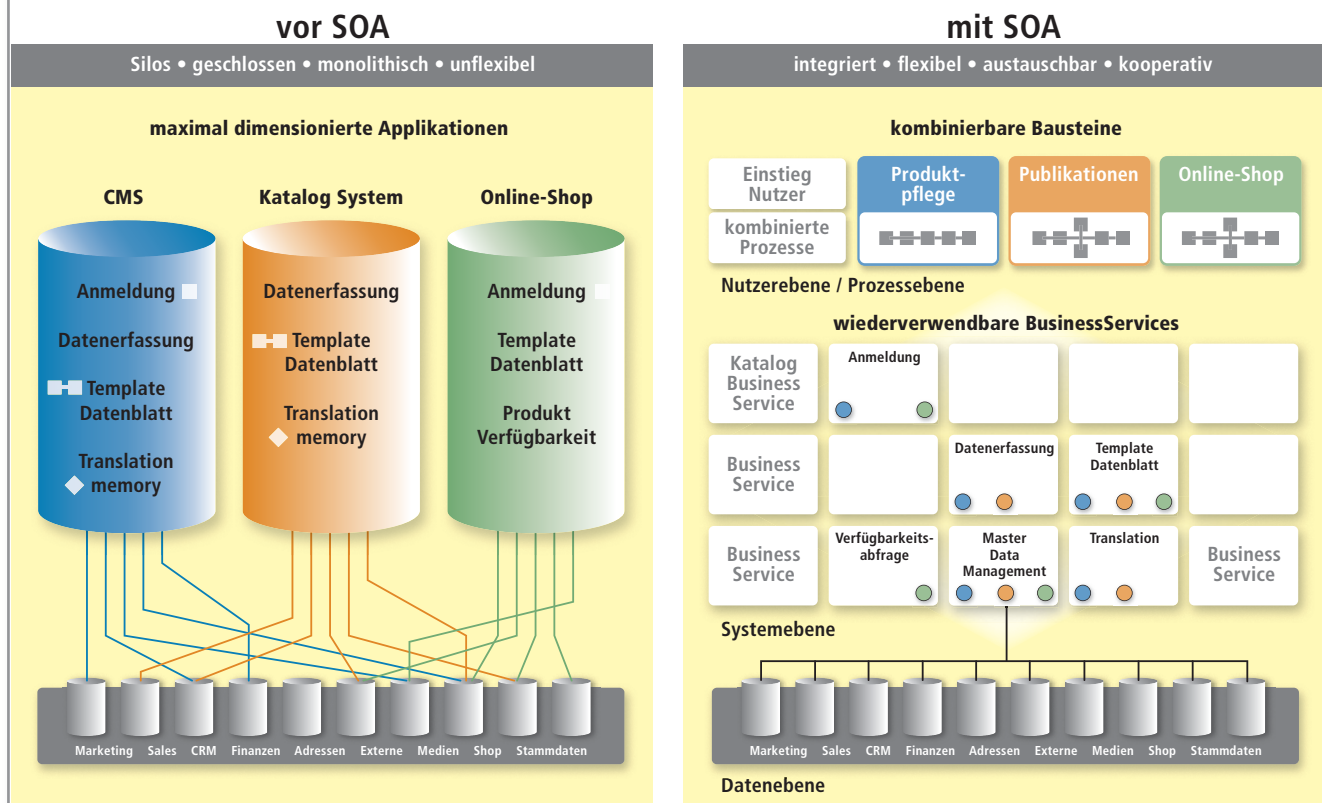 vor SOA
Silos • geschlossen • monolithisch • unflexibel
maximal dimensionierte Applikationen
CMS
Anmeldung
Datenerfassung
Template
Datenblatt
Translation
memory
Katalog System
Datenerfassung
Template
Datenblatt
Translation
memory
Online-Shop
Anmeldung
Template
Datenblatt
Produkt
Verfügbarkeit
Marketing Sales CRM Finanzen Adressen Externe Medien Shop Stammdaten
mit SOA
integriert • flexibel • austauschbar • kooperativ
kombinierbare Bausteine
Einstieg
Nutzer
Produkt-
pflege
Publikationen
Online-Shop
kombinierte
Prozesse
Nutzerebene / Prozessebene
wiederverwendbare BusinessServices
Katalog
Business
Service
Anmeldung
Business
Service
Datenerfassung
Template
Datenblatt
Business
Service
Verfügbarkeits-
abfrage
Master
Data
Management
Translation
Business
Service
Systemebene
Marketing Sales CRM Finanzen Adressen Externe Medien Shop Stammdaten
Datenebene